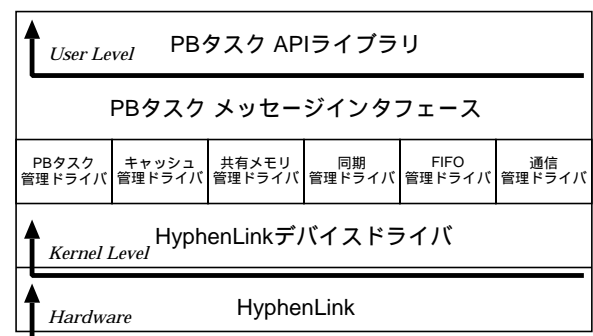 PBタスク APIライブラリ
User Level
PBタスク メッセージインタフェース
PBタスク
管理ドライバ
キャッシュ
管理ドライバ
共有メモリ
管理ドライバ
同期
管理ドライバ
FIFO
管理ドライバ
通信
管理ドライバ
HyphenLinkデバイスドライバ
Kernel Level
HyphenLink
Hardware